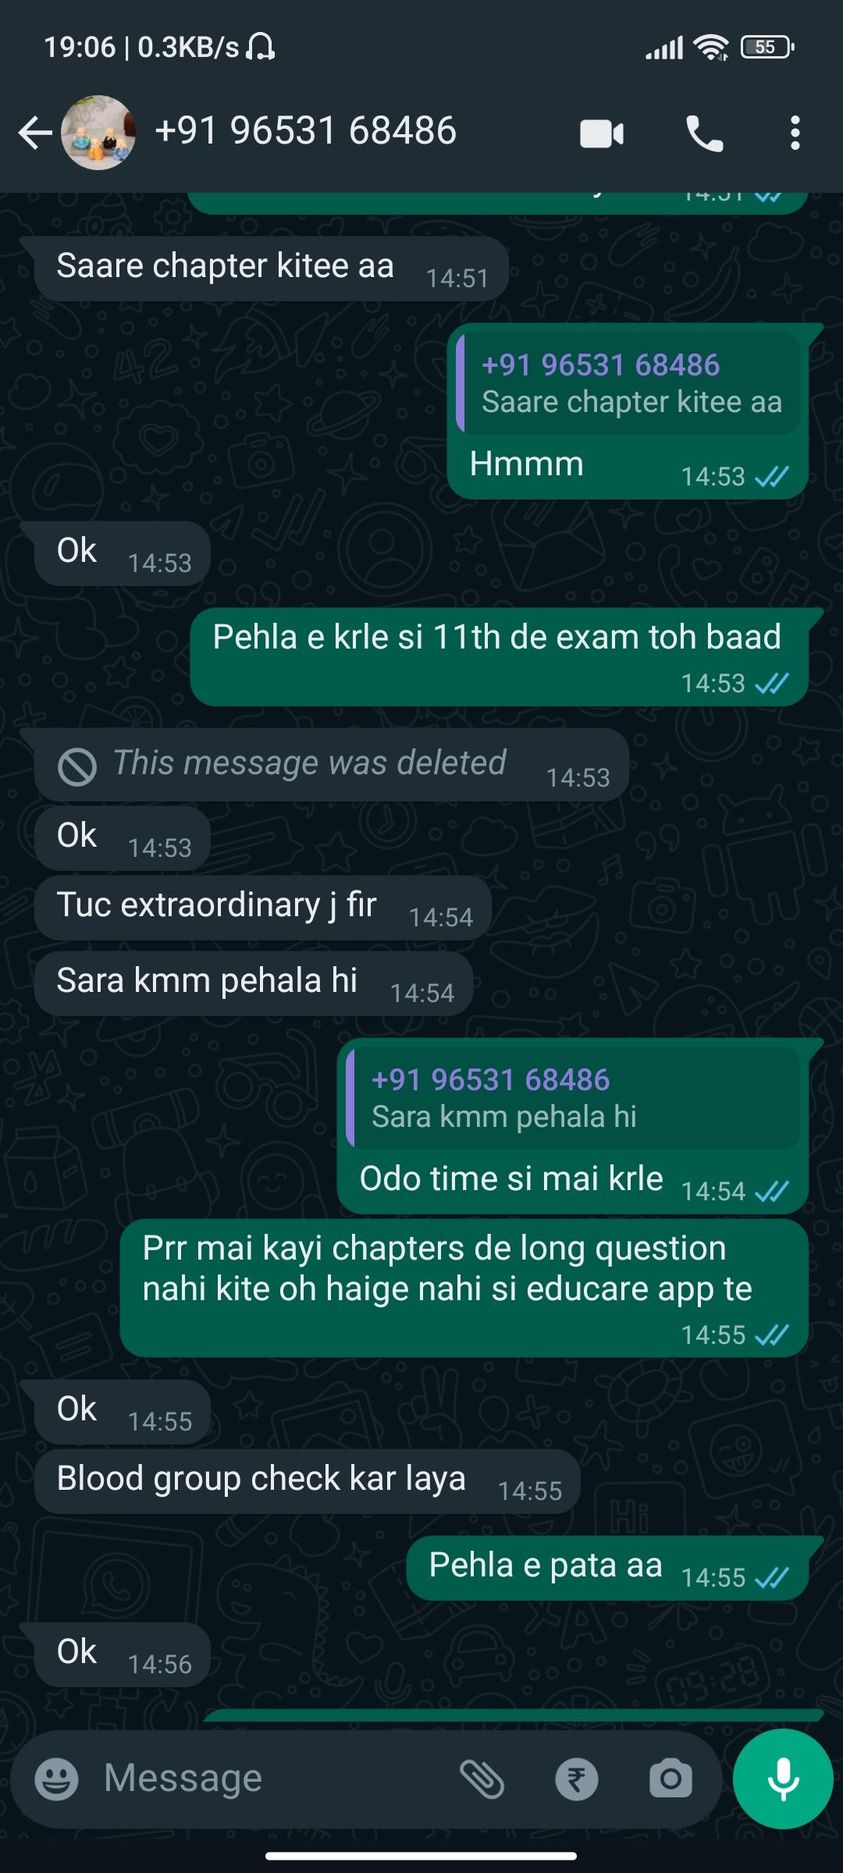 19:06 | 0.3KB/s
55
+91 96531 68486
Saare chapter kitee aa 14:51
+91 96531 68486
Saare chapter kitee aa
Hmmm 14:53
Ok 14:53
Pehla e krle si 11th de exam toh baad
14:53
This message was deleted 14:53
Ok 14:53
Tuc extraordinary j fir 14:54
Sara kmm pehala hi 14:54
+91 96531 68486
Sara kmm pehala hi
Odo time si mai krle 14:54
Prr mai kayi chapters de long question
nahi kite oh haige nahi si educare app te
14:55
Ok 14:55
Blood group check kar laya 14:55
Pehla e pata aa 14:55
Ok 14:56
Message